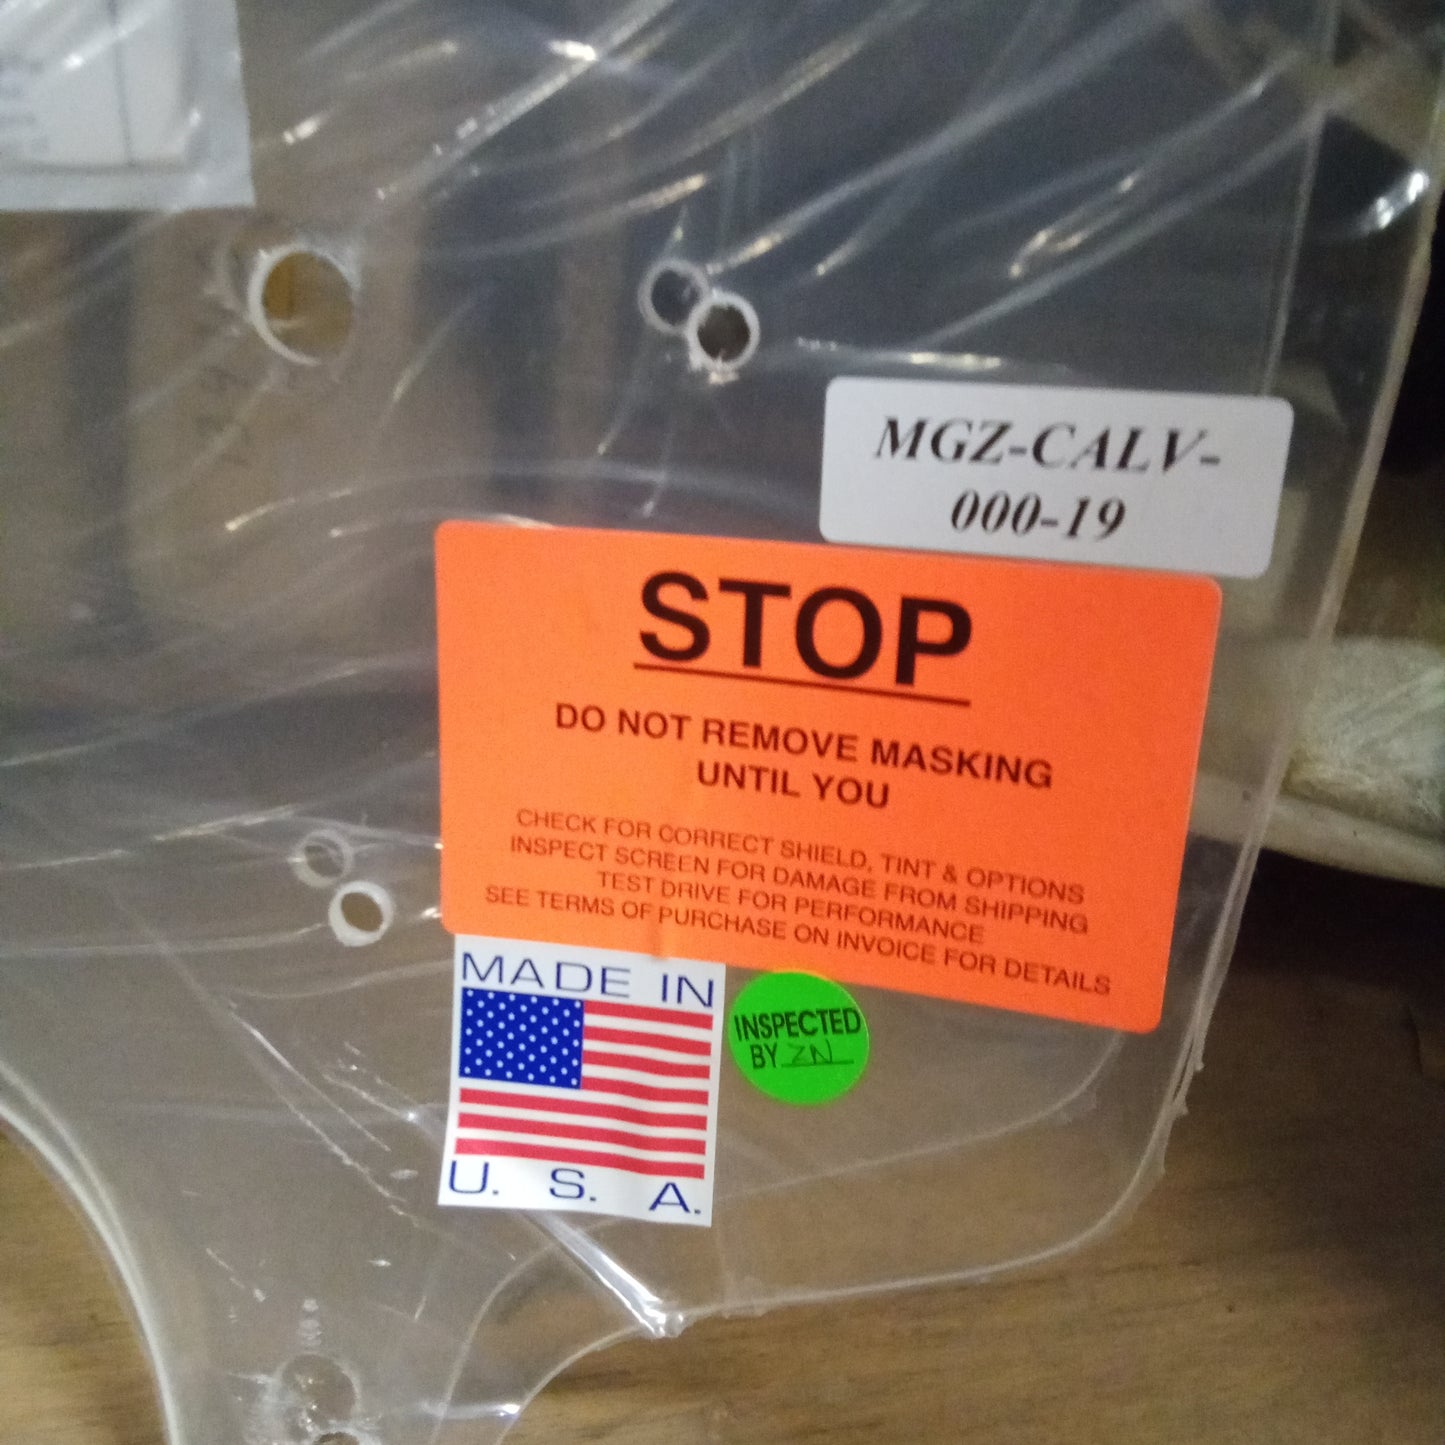 MGZ-CALV-
000-19
STOP
DO NOT REMOVE MASKING
UNTIL YOU
CHECK FOR CORRECT SHIELD, TINT & OPTIONS
INSPECT SCREEN FOR DAMAGE FROM SHIPPING
TEST DRIVE FOR PERFORMANCE
SEE TERMS OF PURCHASE ON INVOICE FOR DETAILS
MADE IN
U. S. A.
INSPECTED
BY ZN